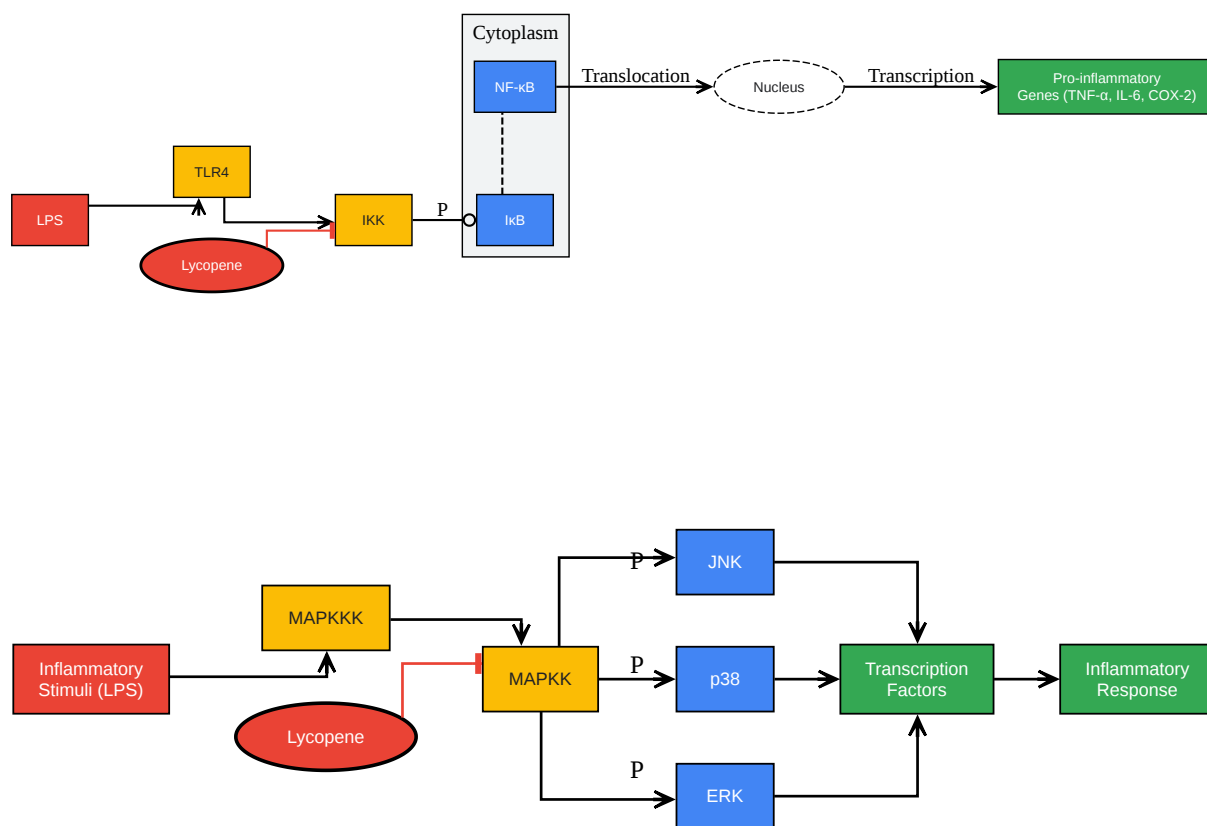 Cytoplasm
NF-κB
Translocation
Nucleus
Transcription
Pro-inflammatory
Genes (TNF-α, IL-6, COX-2)
TLR4
LPS
IKK
P
IκB
Lycopene
JNK
P
MAPKKK
Inflammatory
Stimuli (LPS)
MAPKK
P
p38
Transcription
Factors
Inflammatory
Response
Lycopene
P
ERK